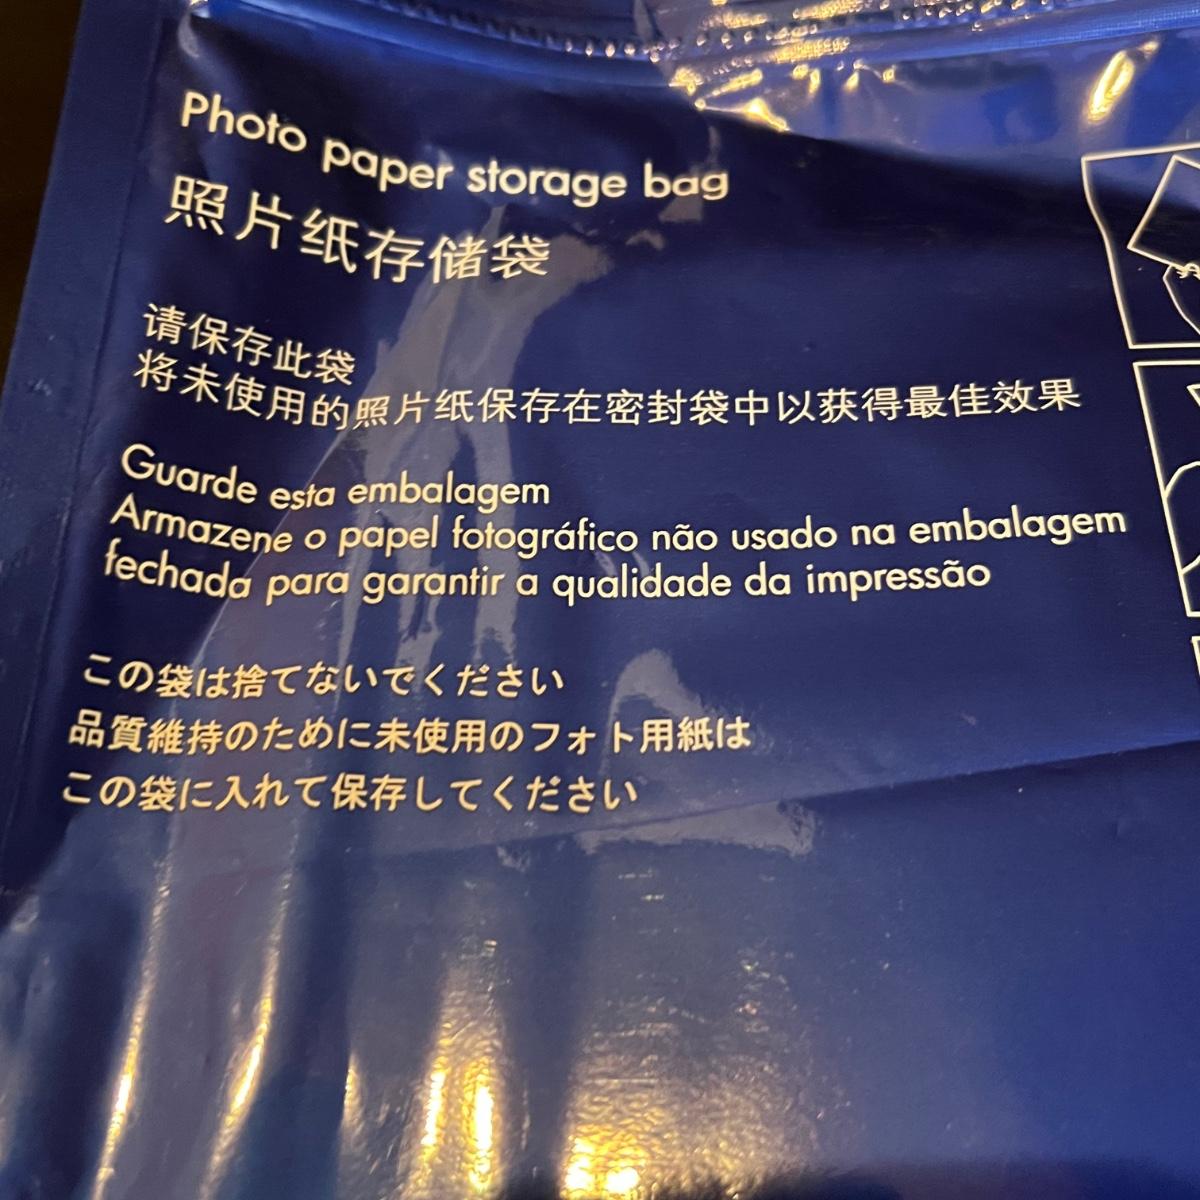 Photo paper storage bag
照片纸存储袋
请保存此袋
将未使用的照片纸保存在密封袋中以获得最佳效果
Guarde esta embalagem
Armazene o papel fotográfico não usado na embalagem
fechada para garantir a qualidade da impressão
この袋は捨てないでください
品質維持のために未使用のフォト用紙は
この袋に入れて保存してください